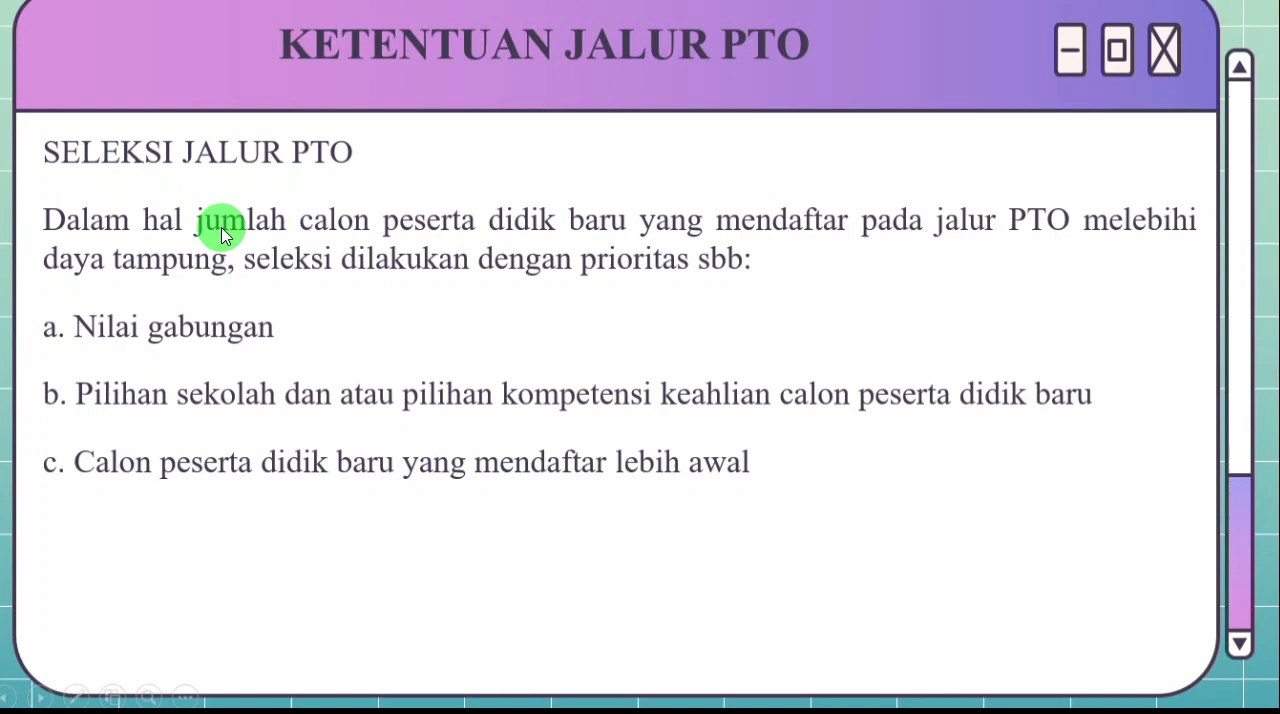 KETENTUAN JALUR PTO
SELEKSI JALUR PTO
Dalam hal jumlah calon peserta didik baru yang mendaftar pada jalur PTO melebihi
daya tampung, seleksi dilakukan dengan prioritas sbb:
a. Nilai gabungan
b. Pilihan sekolah dan atau pilihan kompetensi keahlian calon peserta didik baru
c. Calon peserta didik baru yang mendaftar lebih awal